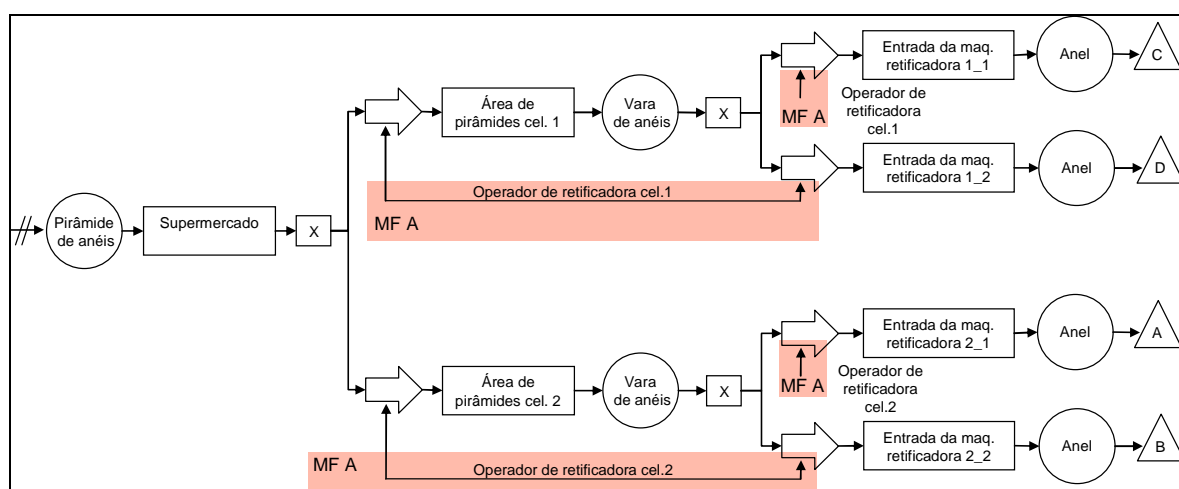 Entrada da maq.
retificadora 1_1
Anel
C
Operador de
retificadora
cel.1
MF A
Área de
pirâmides cel. 1
Vara
de anéis
X
Entrada da maq.
retificadora 1_2
Anel
D
Operador de retificadora cel.1
MF A
Pirâmide
de anéis
Supermercado
X
Entrada da maq.
retificadora 2_1
Anel
A
Operador de
retificadora
cel.2
MF A
Área de
pirâmides cel. 2
Vara
de anéis
X
Entrada da maq.
retificadora 2_2
Anel
B
MF A
Operador de retificadora cel.2